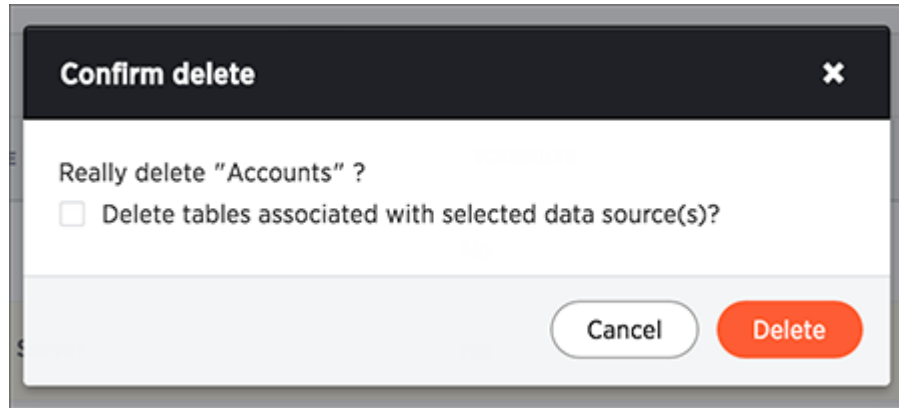 Confirm delete
Really delete "Accounts" ?
Delete tables associated with selected data source(s)?
Cancel
Delete